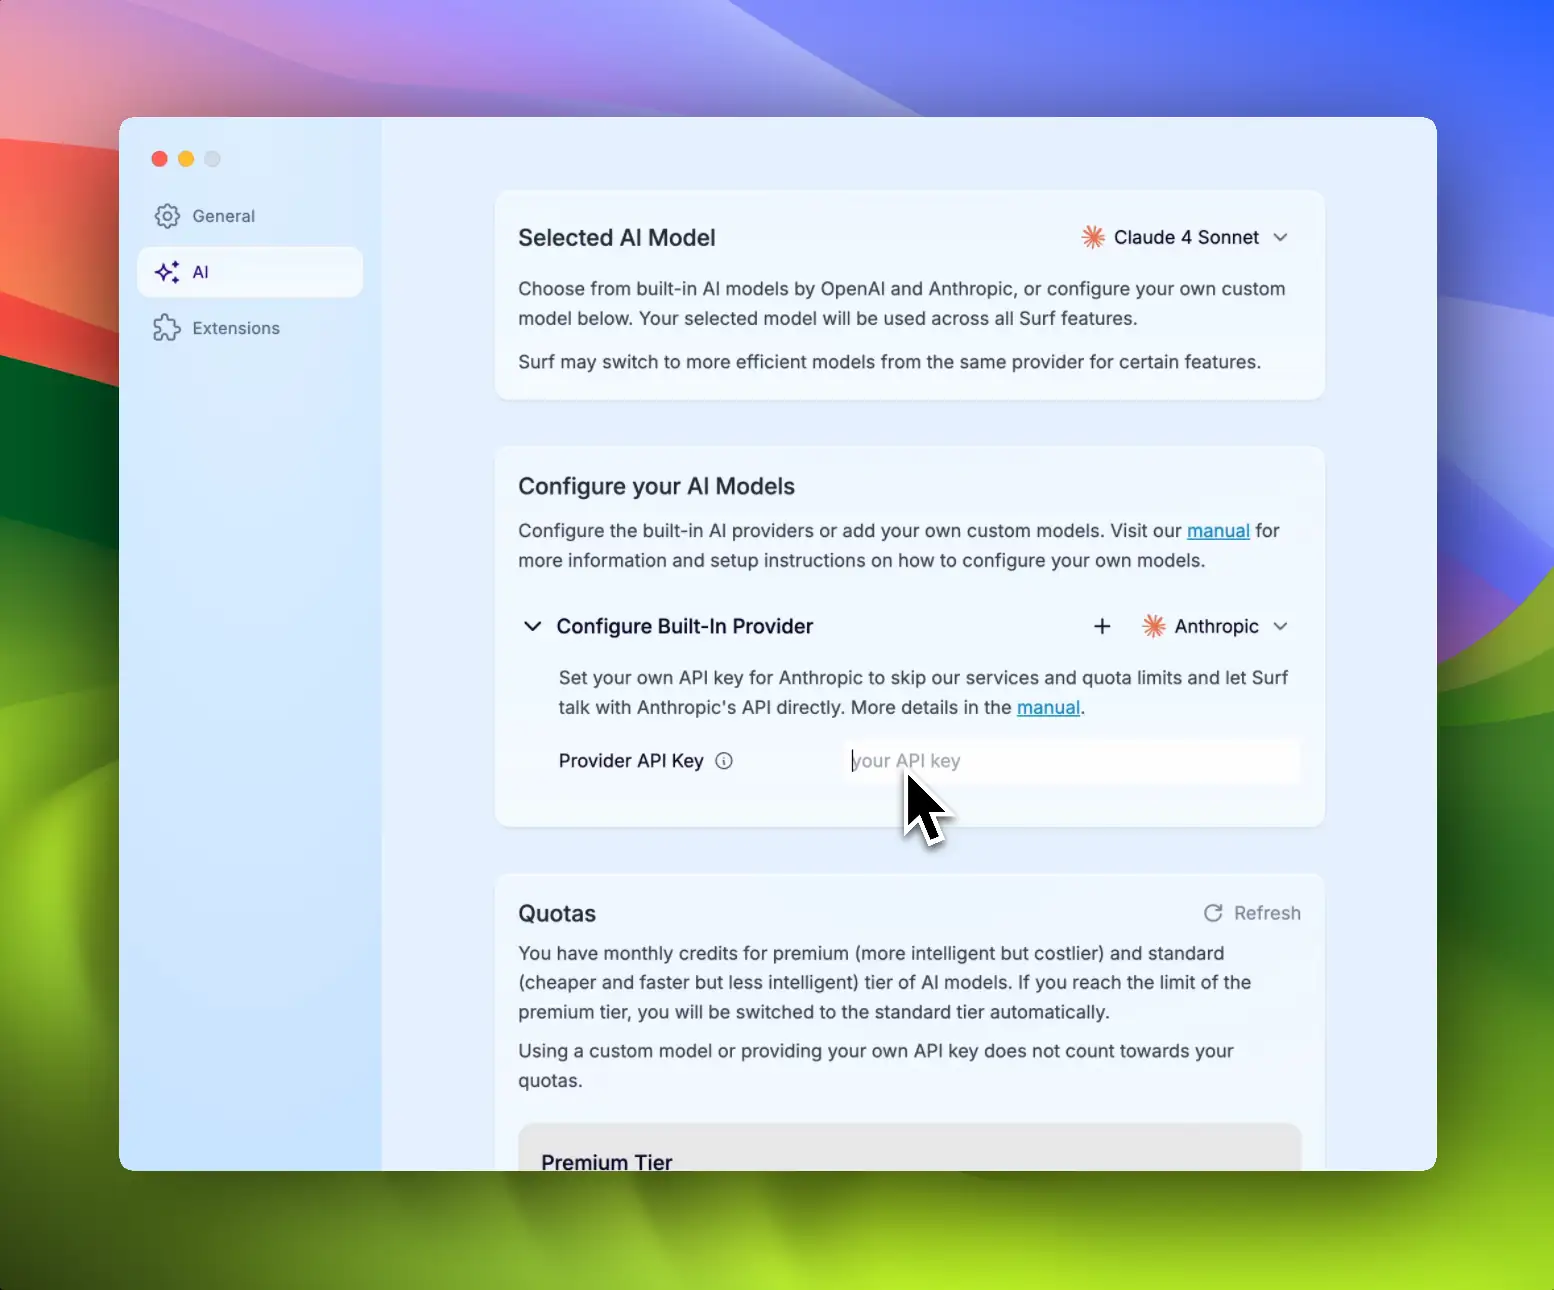 General
AI
Extensions
Selected AI Model
Claude 4 Sonnet
Choose from built-in AI models by OpenAI and Anthropic, or configure your own custom
model below. Your selected model will be used across all Surf features.
Surf may switch to more efficient models from the same provider for certain features.
Configure your AI Models
Configure the built-in AI providers or add your own custom models. Visit our manual for
more information and setup instructions on how to configure your own models.
Configure Built-In Provider
Anthropic
Set your own API key for Anthropic to skip our services and quota limits and let Surf
talk with Anthropic's API directly. More details in the manual.
Provider API Key
your API key
Quotas
Refresh
You have monthly credits for premium (more intelligent but costlier) and standard
(cheaper and faster but less intelligent) tier of AI models. If you reach the limit of the
premium tier, you will be switched to the standard tier automatically.
Using a custom model or providing your own API key does not count towards your
quotas.
Premium Tier